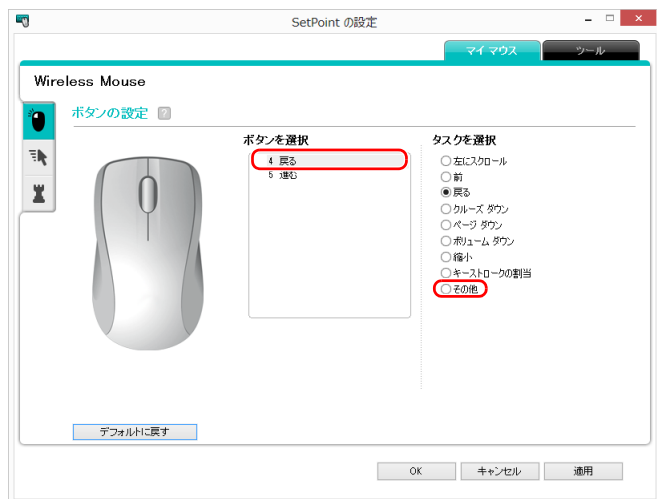 SetPoint の設定
マイ マウス
ツール
Wireless Mouse
ボタンの設定 ?
ボタンを選択
4 戻る
5 進む
タスクを選択
左にスクロール
前
戻る
クルーズ ダウン
ページ ダウン
ボリューム ダウン
縮小
キーストロークの割当
その他
デフォルトに戻す
OK
キャンセル
適用